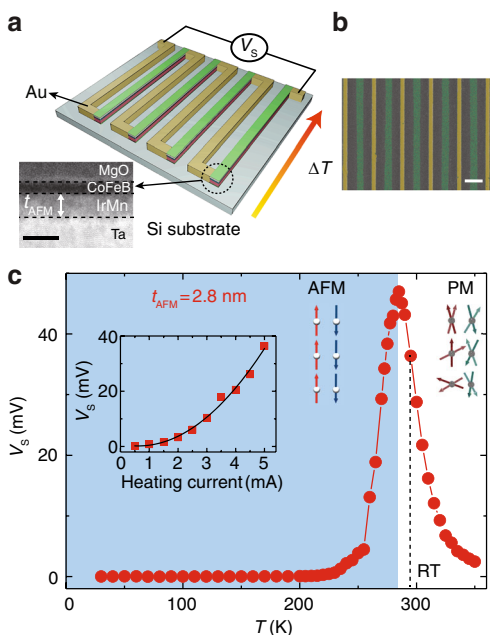 a
b
V_S
Au
ΔT
MgO
CoFeB
t_AFM
IrMn
Ta
Si substrate
c
t_AFM = 2.8 nm
AFM
PM
40
20
0
V_S (mV)
0 1 2 3 4 5
Heating current (mA)
RT
40
20
0
V_S (mV)
0 100 200 300
T (K)